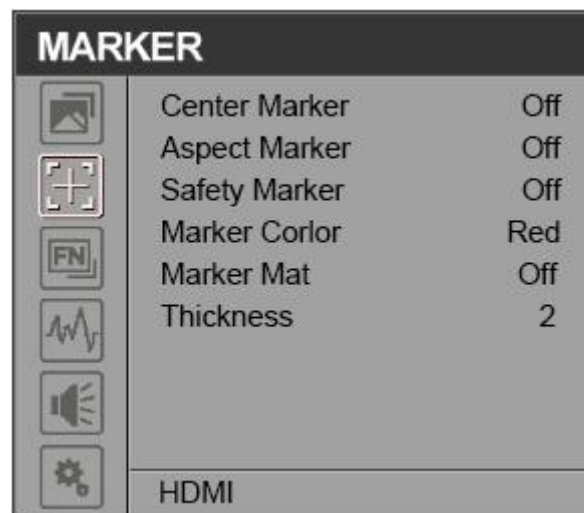 MARKER
Center Marker Off
Aspect Marker Off
Safety Marker Off
Marker Corlor Red
FN
Marker Mat Off
Thickness 2
HDMI